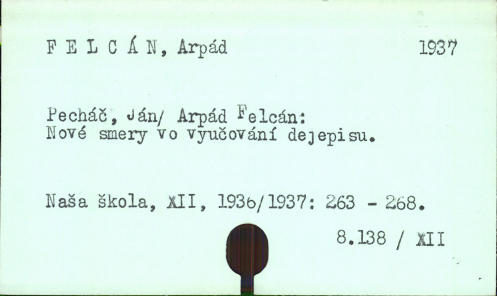 F E L C Á N, Arpád 1937
Pecháč, Ján/ Arpád Felcán:
Nové smery vo vyučování dejepisu.
Naša škola, XII, 1936/1937: 263 - 268.
8.138 / XII